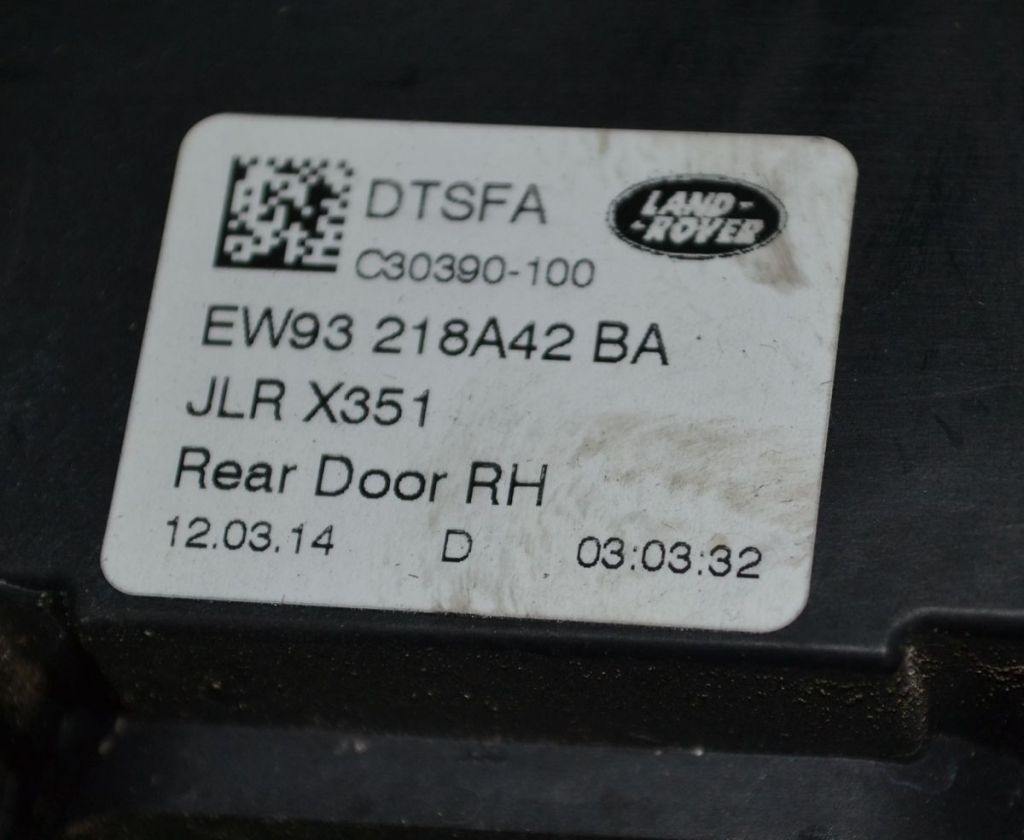 DTSFA
LAND-
-ROVER
C30390-100
EW93 218A42 BA
JLR X351
Rear Door RH
12.03.14 D 03:03:32